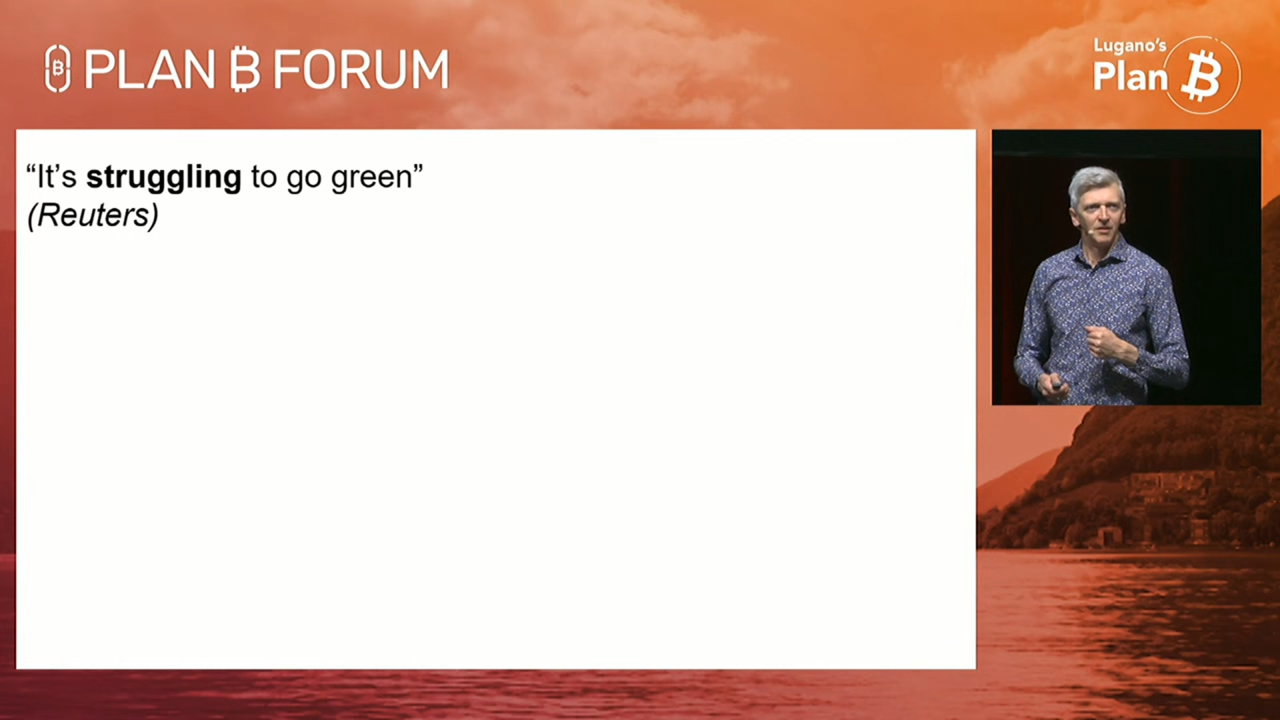 PLAN ₿ FORUM
Lugano's
Plan ₿
“It’s struggling to go green”
(Reuters)